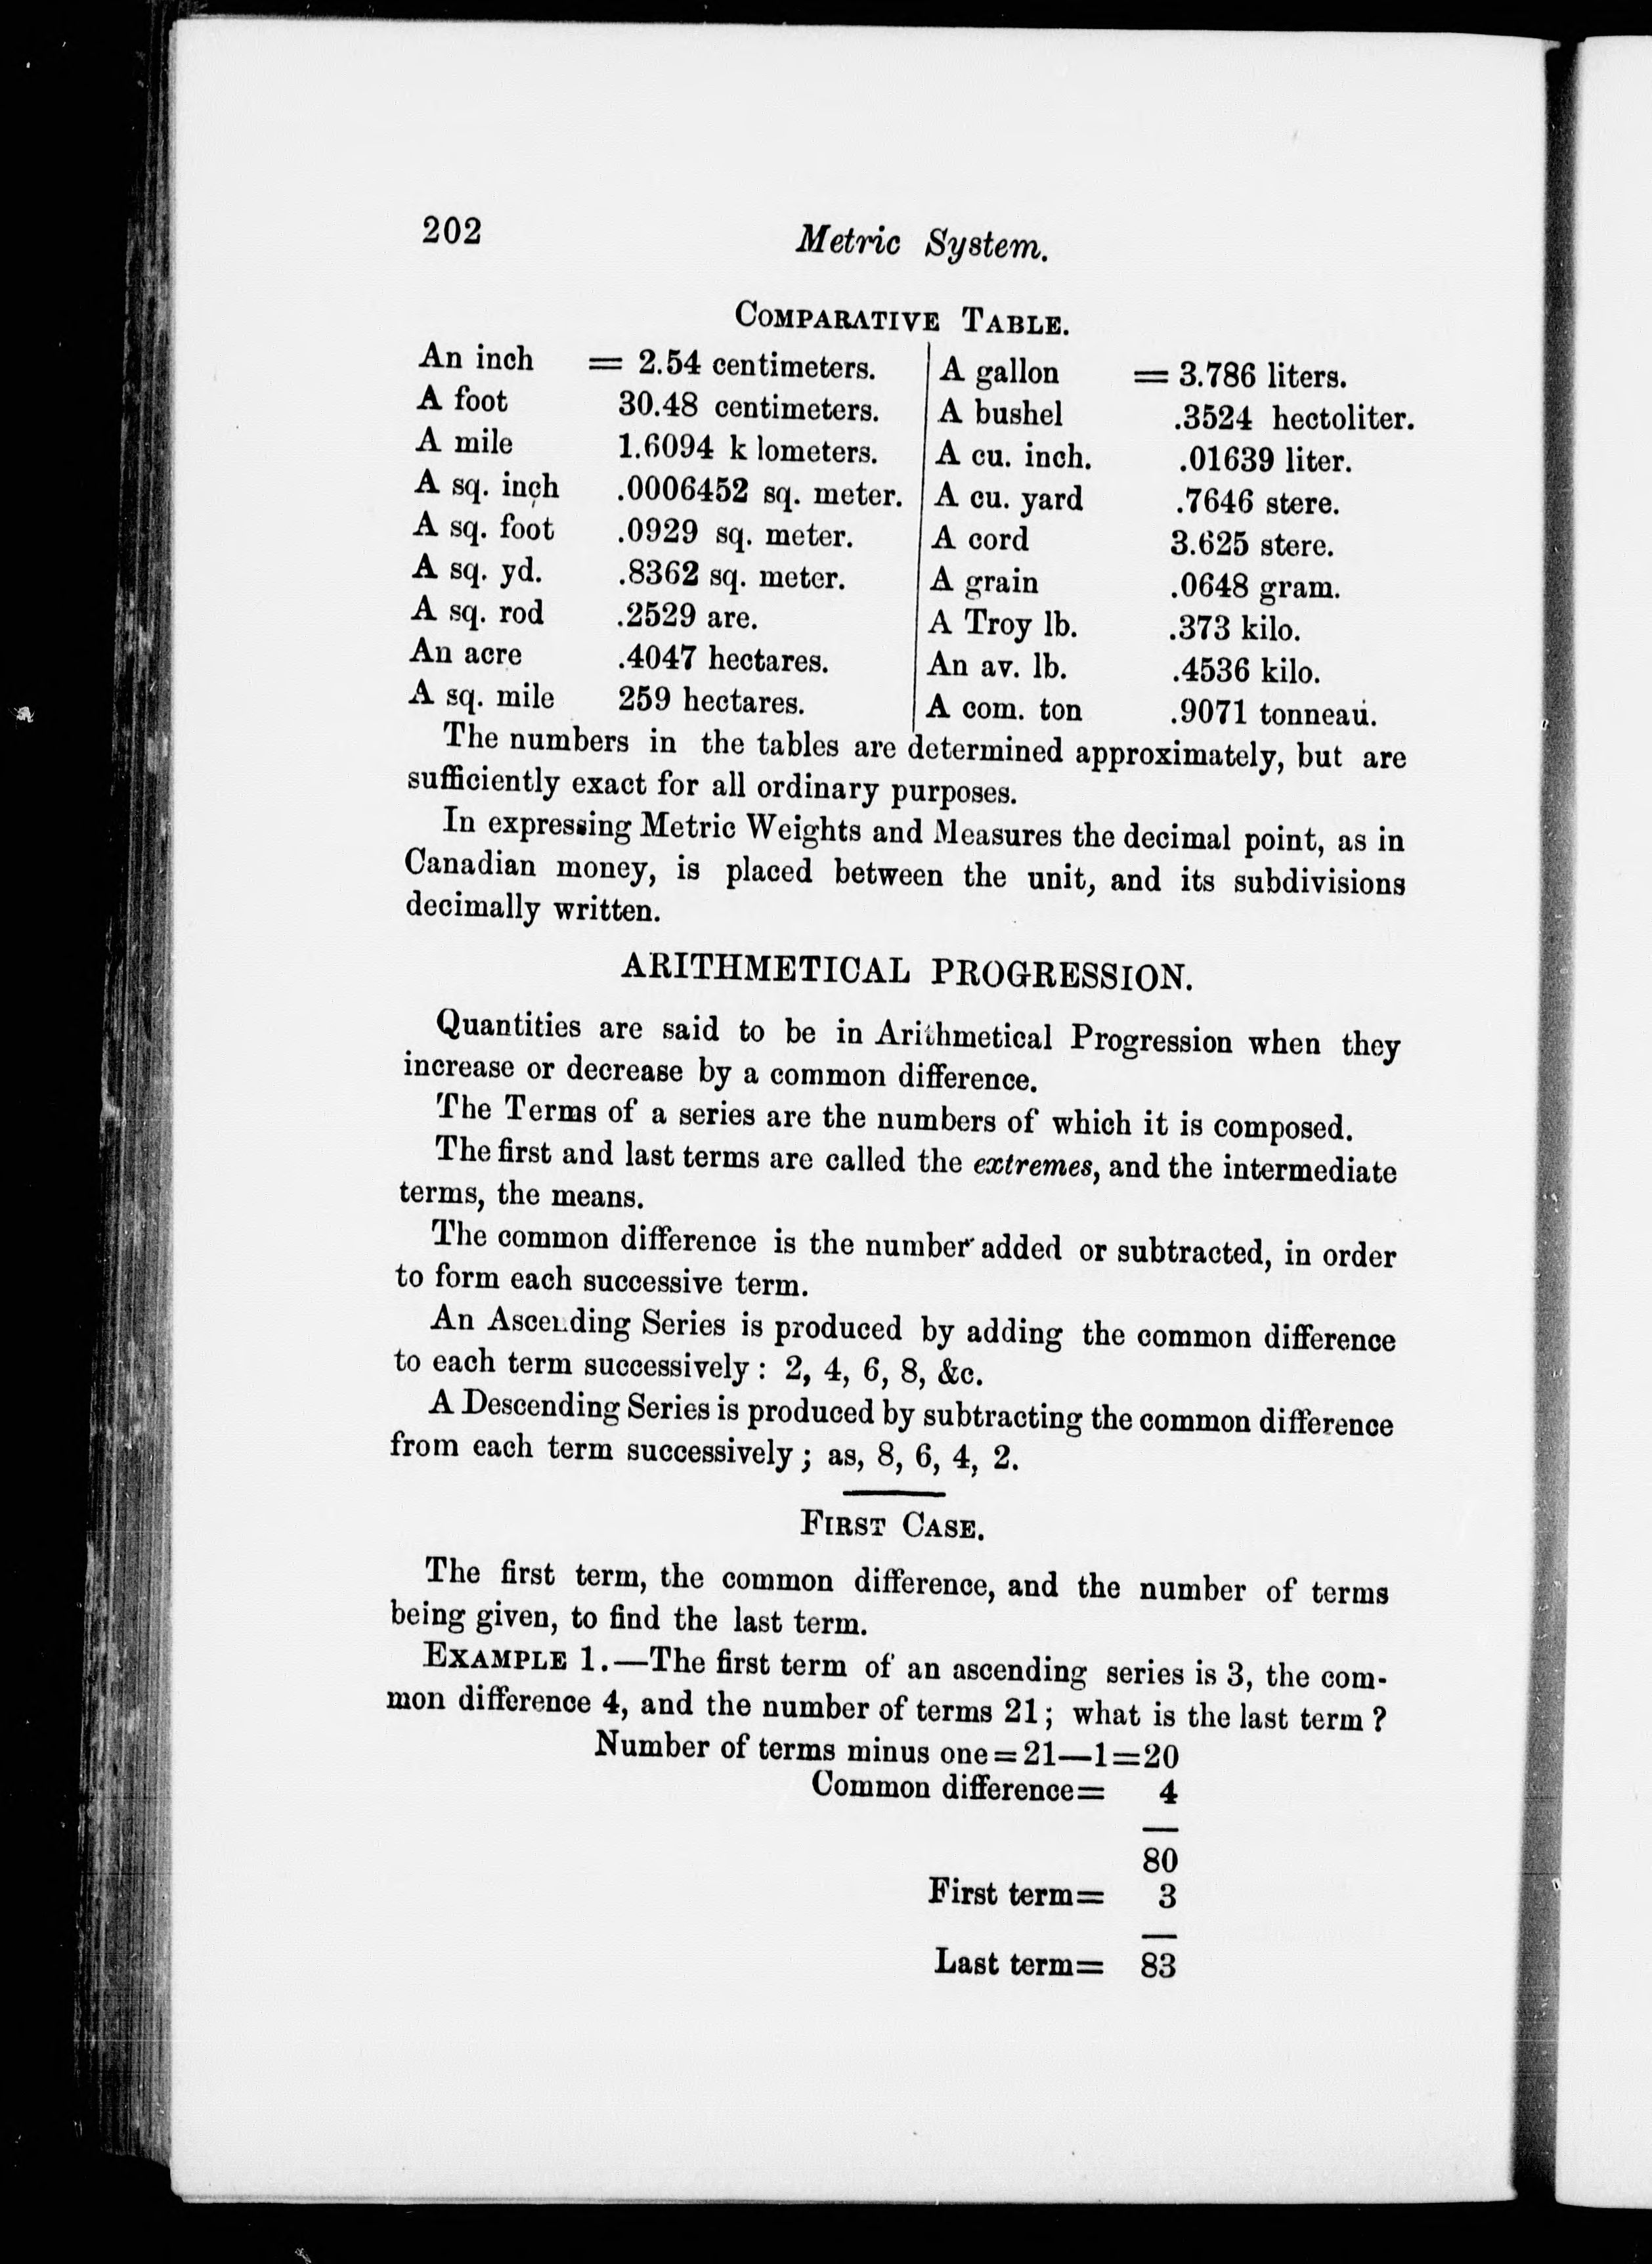 202 Metric System.
COMPARATIVE TABLE.
An inch = 2.54 centimeters. A gallon = 3.786 liters.
A foot 30.48 centimeters. A bushel .3524 hectoliter.
A mile 1.6094 k lometers. A cu. inch. .01639 liter.
A sq. inch .0006452 sq. meter. A cu. yard .7646 stere.
A sq. foot .0929 sq. meter. A cord 3.625 stere.
A sq. yd. .8362 sq. meter. A grain .0648 gram.
A sq. rod .2529 are. A Troy lb. .373 kilo.
An acre .4047 hectares. An av. lb. .4536 kilo.
A sq. mile 259 hectares. A com. ton .9071 tonneau.
The numbers in the tables are determined approximately, but are
sufficiently exact for all ordinary purposes.
In expressing Metric Weights and Measures the decimal point, as in
Canadian money, is placed between the unit, and its subdivisions
decimally written.
ARITHMETICAL PROGRESSION.
Quantities are said to be in Arithmetical Progression when they
increase or decrease by a common difference.
The Terms of a series are the numbers of which it is composed.
The first and last terms are called the extremes, and the intermediate
terms, the means.
The common difference is the number added or subtracted, in order
to form each successive term.
An Ascending Series is produced by adding the common difference
to each term successively : 2, 4, 6, 8, &c.
A Descending Series is produced by subtracting the common difference
from each term successively ; as, 8, 6, 4, 2.
FIRST CASE.
The first term, the common difference, and the number of terms
being given, to find the last term.
EXAMPLE 1.—The first term of an ascending series is 3, the com-
mon difference 4, and the number of terms 21 ; what is the last term ?
Number of terms minus one=21—1=20
Common difference= 4
80
First term= 3
Last term= 83